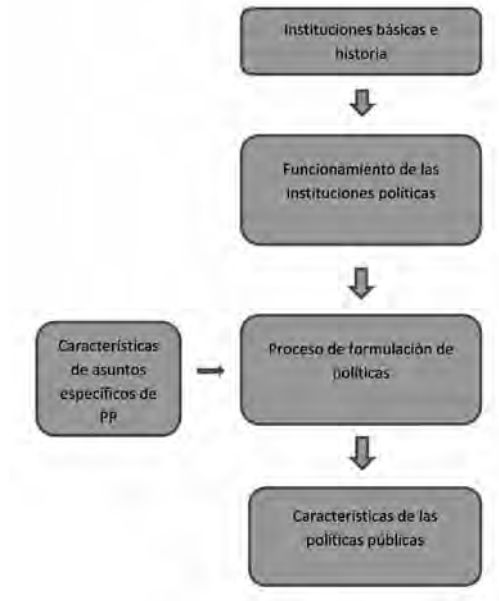 Instituciones básicas e
historia
Funcionamiento de las
instituciones políticas
Características
de asuntos
específicos de
PP
Proceso de formulación de
políticas
Características de las
políticas públicas